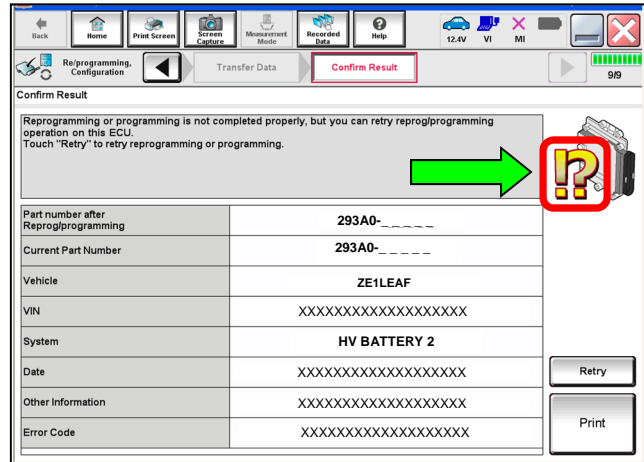 Back
Home
Print Screen
Screen
Capture
Measurement
Mode
Recorded
Data
Help
12.4V
VI
MI
Re/programming,
Configuration
Transfer Data
Confirm Result
9/9
Confirm Result
Reprogramming or programming is not completed properly, but you can retry reprog/programming
operation on this ECU.
Touch "Retry" to retry reprogramming or programming.
!?
Part number after
Reprog/programming
293A0-_ _ _ _ _
Current Part Number
293A0-_ _ _ _ _
Vehicle
ZE1LEAF
VIN
XXXXXXXXXXXXXXXXXXX
System
HV BATTERY 2
Date
XXXXXXXXXXXXXXXXXXX
Retry
Other Information
XXXXXXXXXXXXXXXXXXX
Print
Error Code
XXXXXXXXXXXXXXXXXXX